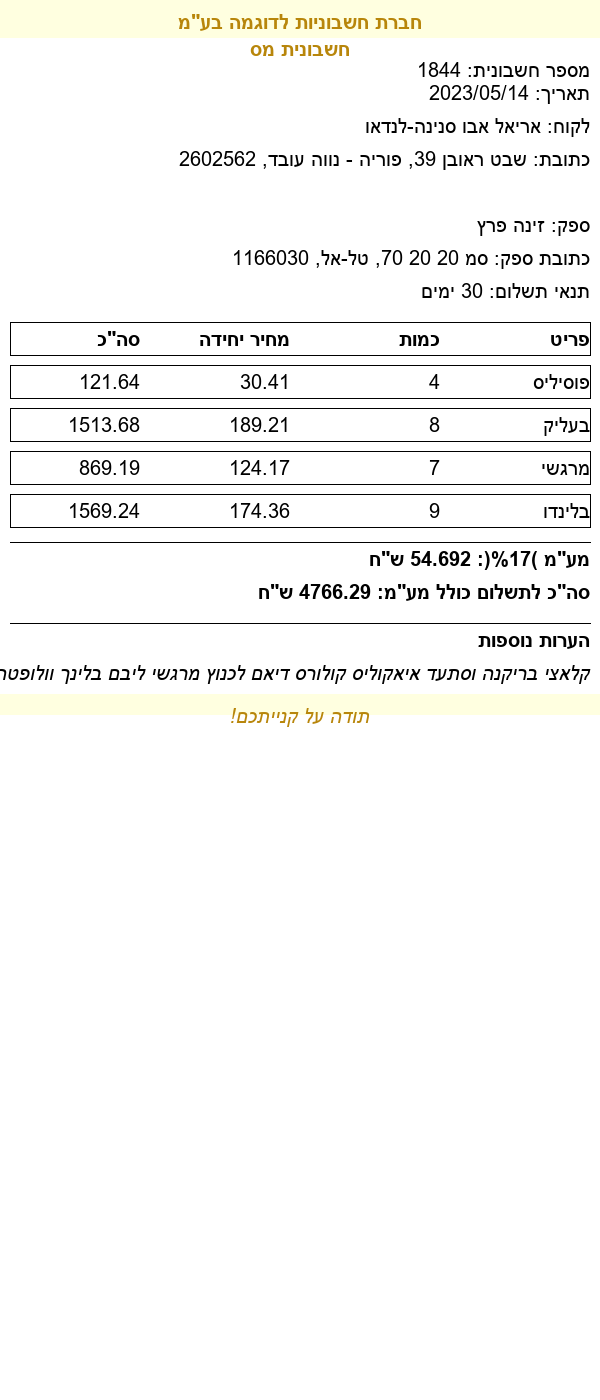 חברת חשבוניות לדוגמה בע"מ
חשבונית מס
מספר חשבונית: 1844
תאריך: 2023/05/14
לקוח: אריאל אבו סנינה-לנדאו
כתובת: שבט ראובן 39, פוריה - נווה עובד, 2602562
ספק: זינה פרץ
כתובת ספק: סמ 20 20 70, טל-אל, 1166030
תנאי תשלום: 30 ימים
פריט כמות מחיר יחידה סה"כ
פוסיליס 4 30.41 121.64
בעליק 8 189.21 1513.68
מרגשי 7 124.17 869.19
בלינדו 9 174.36 1569.24
מע"מ )17%(: 54.692 ש"ח
סה"כ לתשלום כולל מע"מ: 4766.29 ש"ח
הערות נוספות
קלאצי בריקנה וסתעד איאקוליס קולורס דיאם לכנוץ מרגשי ליבם בלינך וולופטה
תודה על קנייתכם!